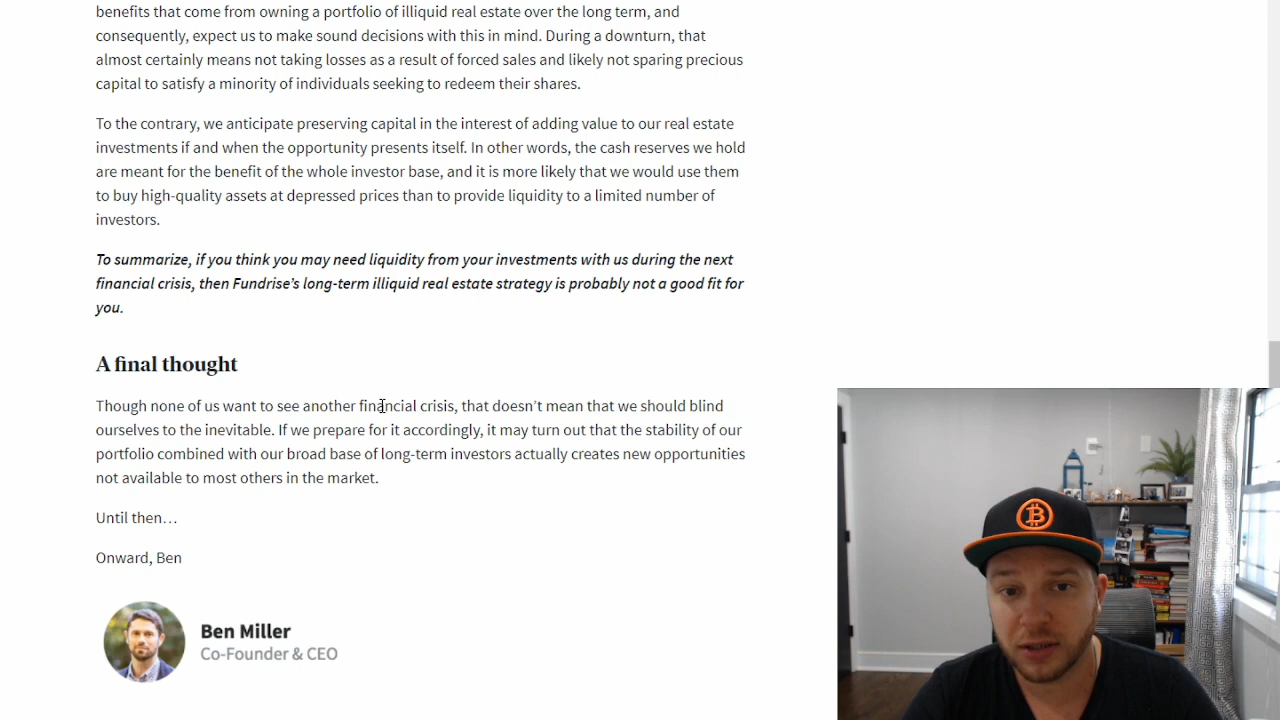 benefits that come from owning a portfolio of illiquid real estate over the long term, and
consequently, expect us to make sound decisions with this in mind. During a downturn, that
almost certainly means not taking losses as a result of forced sales and likely not sparing precious
capital to satisfy a minority of individuals seeking to redeem their shares.
To the contrary, we anticipate preserving capital in the interest of adding value to our real estate
investments if and when the opportunity presents itself. In other words, the cash reserves we hold
are meant for the benefit of the whole investor base, and it is more likely that we would use them
to buy high-quality assets at depressed prices than to provide liquidity to a limited number of
investors.
To summarize, if you think you may need liquidity from your investments with us during the next
financial crisis, then Fundrise’s long-term illiquid real estate strategy is probably not a good fit for
you.
A final thought
Though none of us want to see another financial crisis, that doesn’t mean that we should blind
ourselves to the inevitable. If we prepare for it accordingly, it may turn out that the stability of our
portfolio combined with our broad base of long-term investors actually creates new opportunities
not available to most others in the market.
Until then…
Onward, Ben
Ben Miller
Co-Founder & CEO